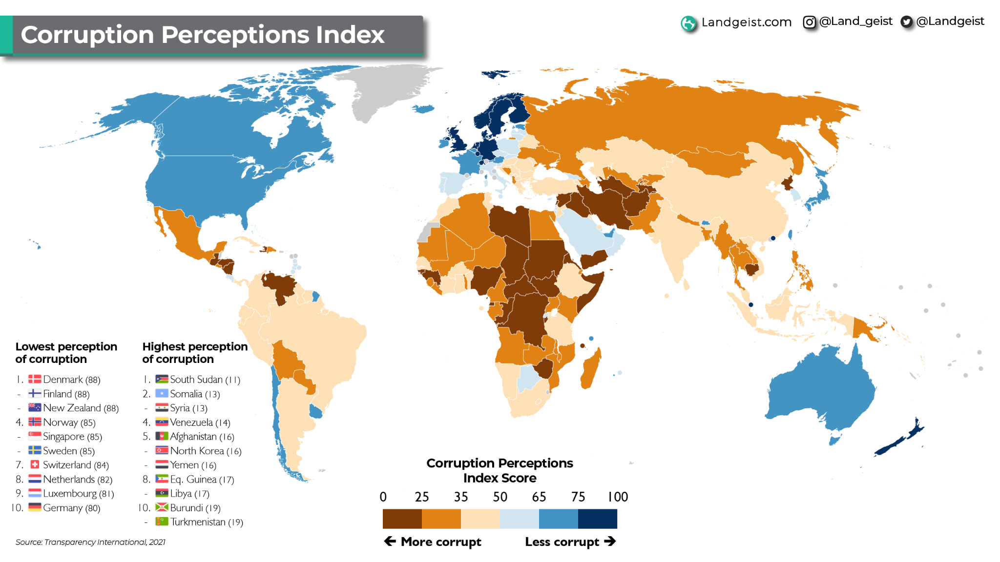 Corruption Perceptions Index
Landgeist.com @Land_geist @Landgeist
Lowest perception
of corruption
1. Denmark (88)
- Finland (88)
- New Zealand (88)
4. Norway (85)
- Singapore (85)
- Sweden (85)
7. Switzerland (84)
8. Netherlands (82)
9. Luxembourg (81)
10. Germany (80)
Highest perception
of corruption
1. South Sudan (11)
2. Somalia (13)
- Syria (13)
4. Venezuela (14)
5. Afghanistan (16)
- North Korea (16)
- Yemen (16)
8. Eq. Guinea (17)
- Libya (17)
10. Burundi (19)
- Turkmenistan (19)
Source: Transparency International, 2021
Corruption Perceptions
Index Score
0 25 35 50 65 75 100
← More corrupt Less corrupt →